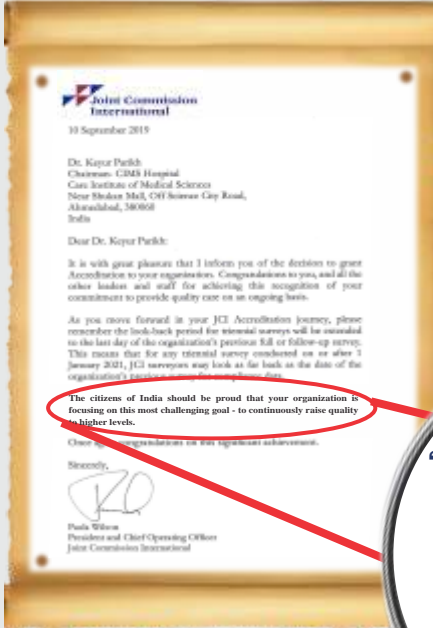 Joint Commission
International
10 September 2019
Dr. Keyur Parikh
Chairman- CIMS Hospital
Care Institute of Medical Sciences
Near Shukan Mall, Off Science City Road,
Ahmedabad, 380060
India
Dear Dr. Keyur Parikh:
It is with great pleasure that I inform you of the decision to grant
Accreditation to your organization. Congratulations to you, and all the
other leaders and staff for achieving this recognition of your
commitment to provide quality care on an ongoing basis.
As you move forward in your JCI Accreditation journey, please
remember the look-back period for triennial surveys will be extended
to the last day of the organization's previous full or follow-up survey.
This means that for any triennial survey conducted on or after 1
January 2021, JCI surveyors may look as far back as the date of the
organization's previous survey for compliance data.
The citizens of India should be proud that your organization is
focusing on this most challenging goal - to continuously raise quality
to higher levels.
Once again congratulations on this significant achievement.
Sincerely,
Paula Wilson
President and Chief Operating Officer
Joint Commission International
“